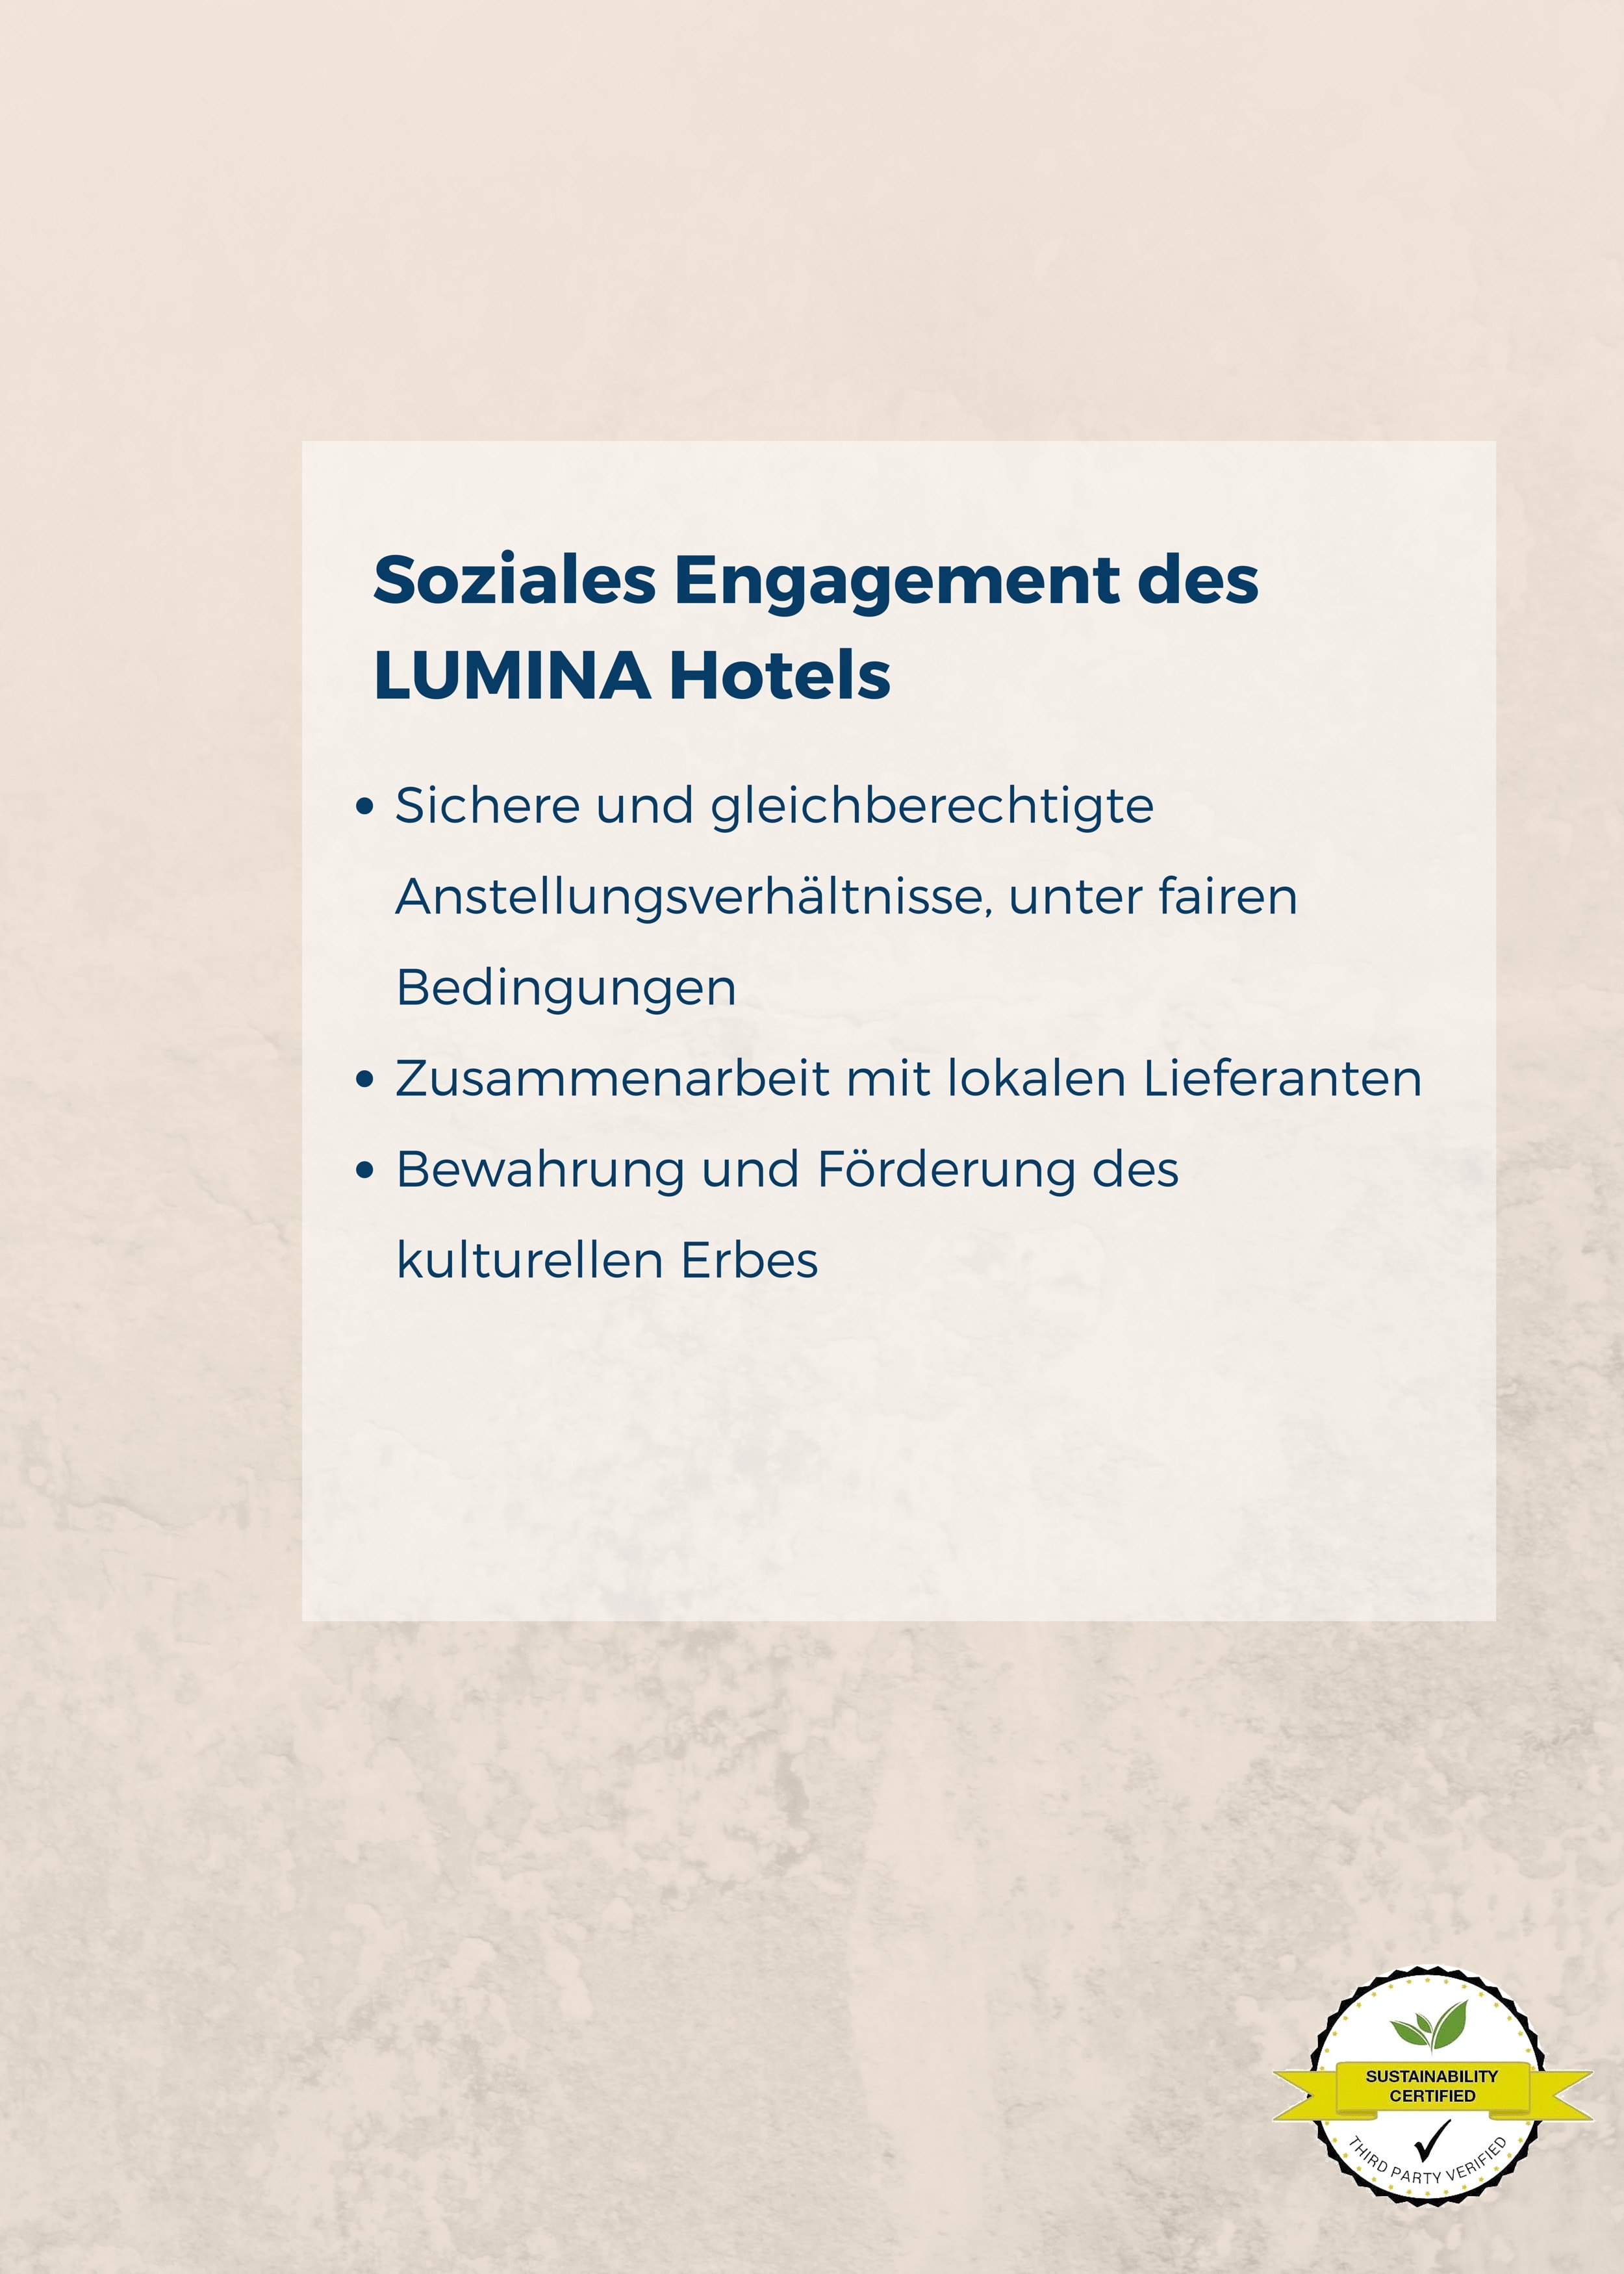 Soziales Engagement des
LUMINA Hotels
• Sichere und gleichberechtigte
Anstellungsverhältnisse, unter fairen
Bedingungen
• Zusammenarbeit mit lokalen Lieferanten
• Bewahrung und Förderung des
kulturellen Erbes
SUSTAINABILITY
CERTIFIED
THIRD PARTY VERIFIED